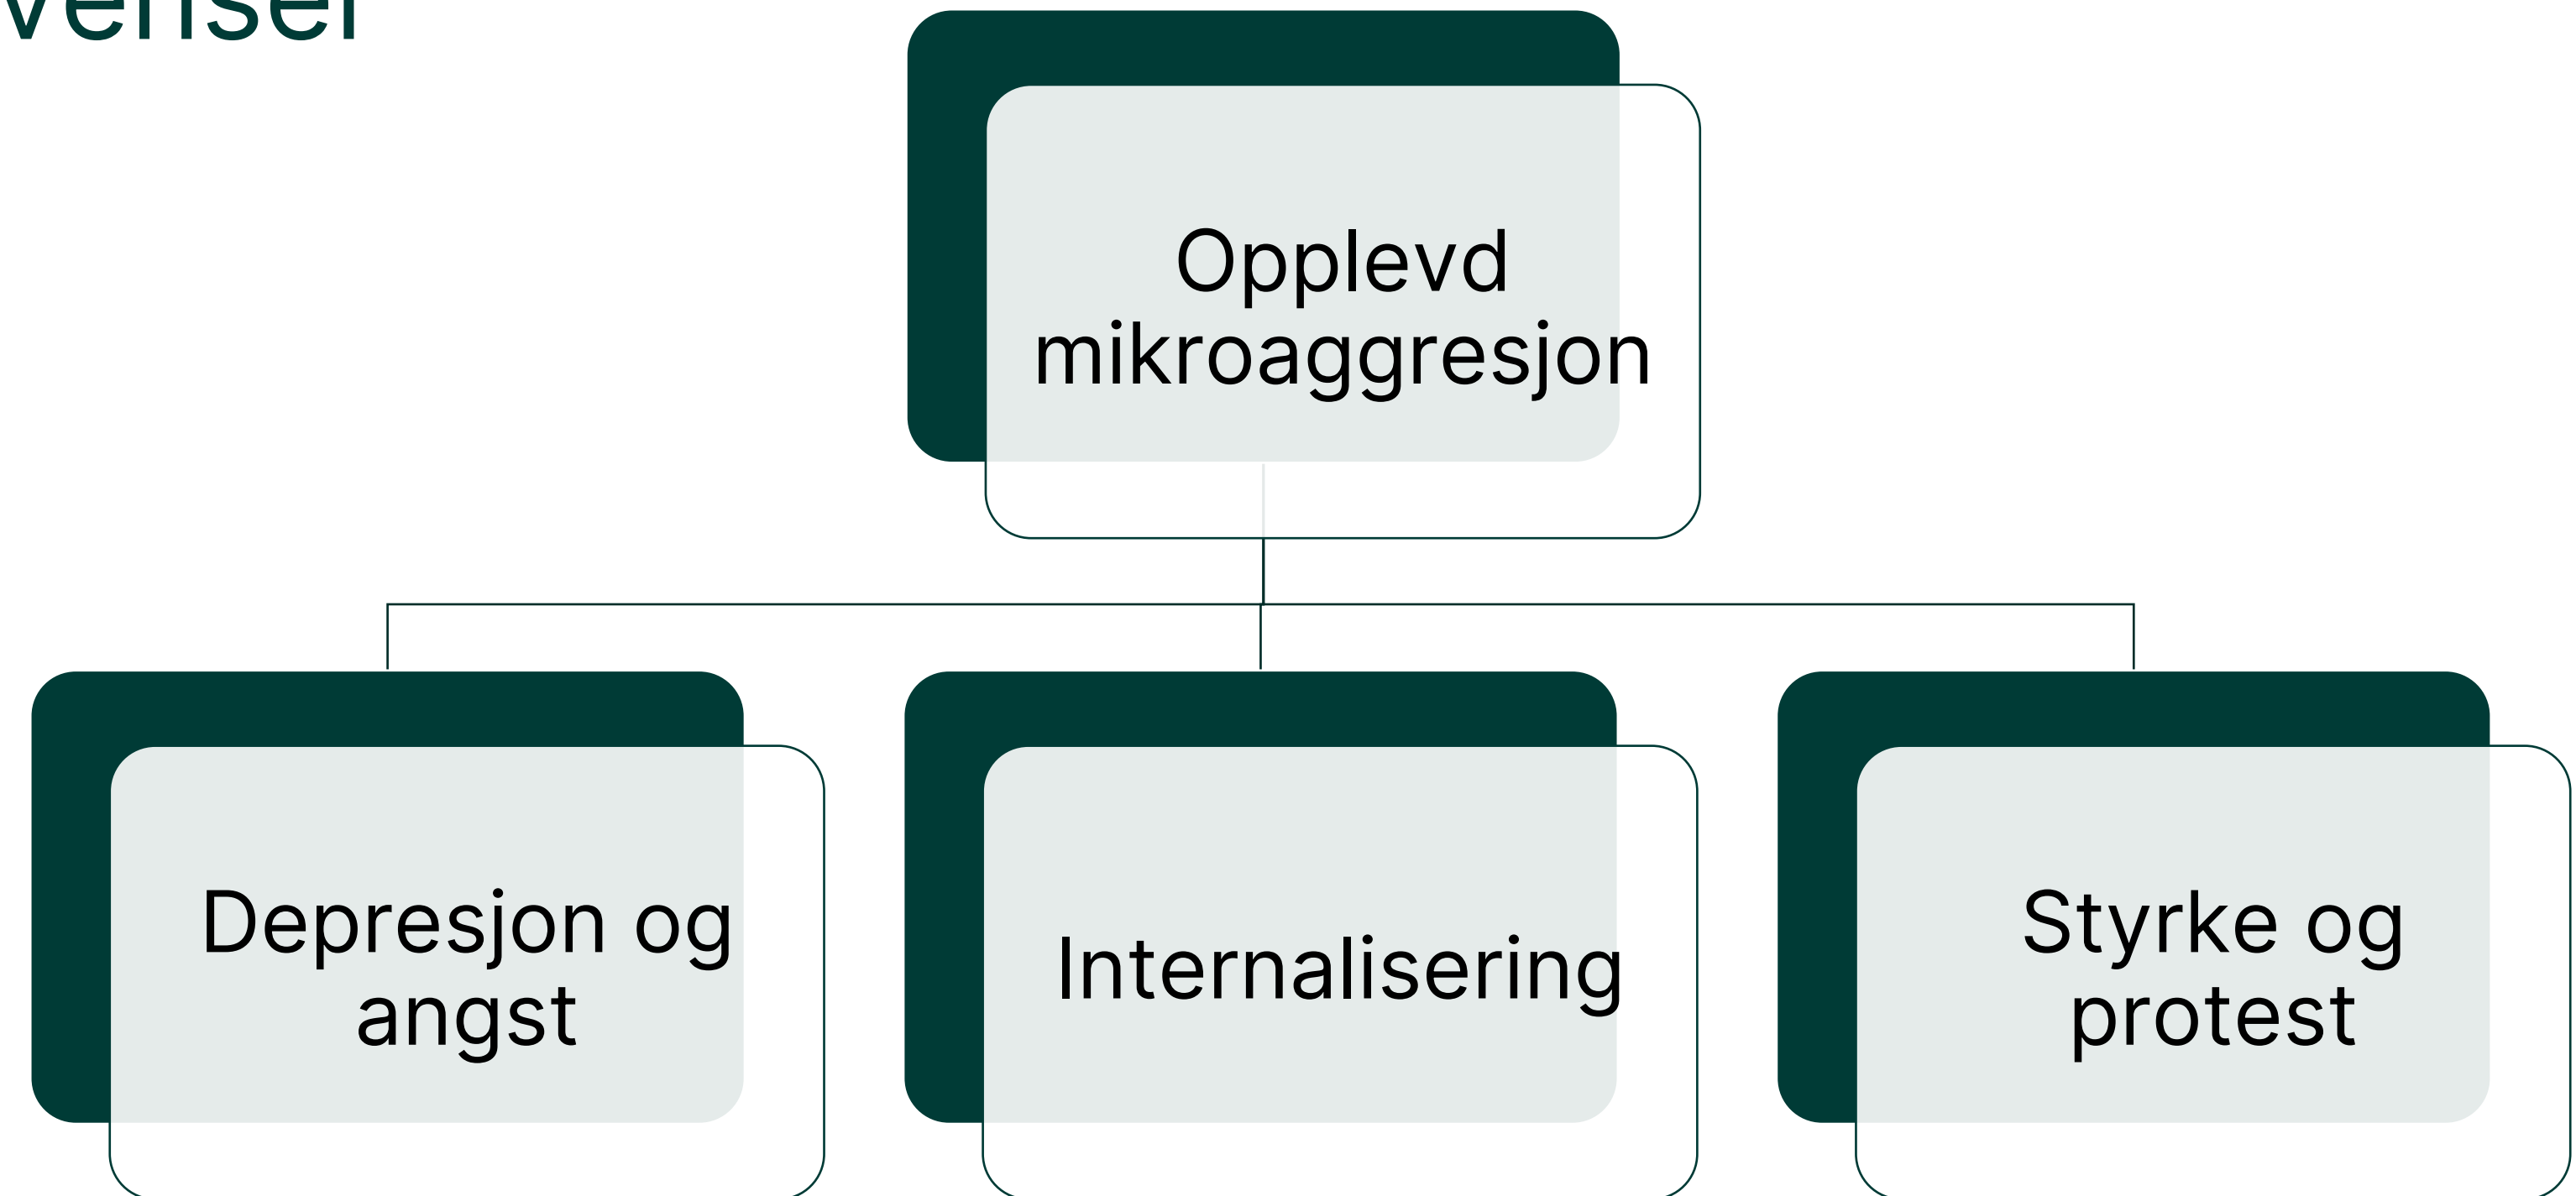 Opplevd
mikroaggresjon
Depresjon og
angst
Internalisering
Styrke og
protest